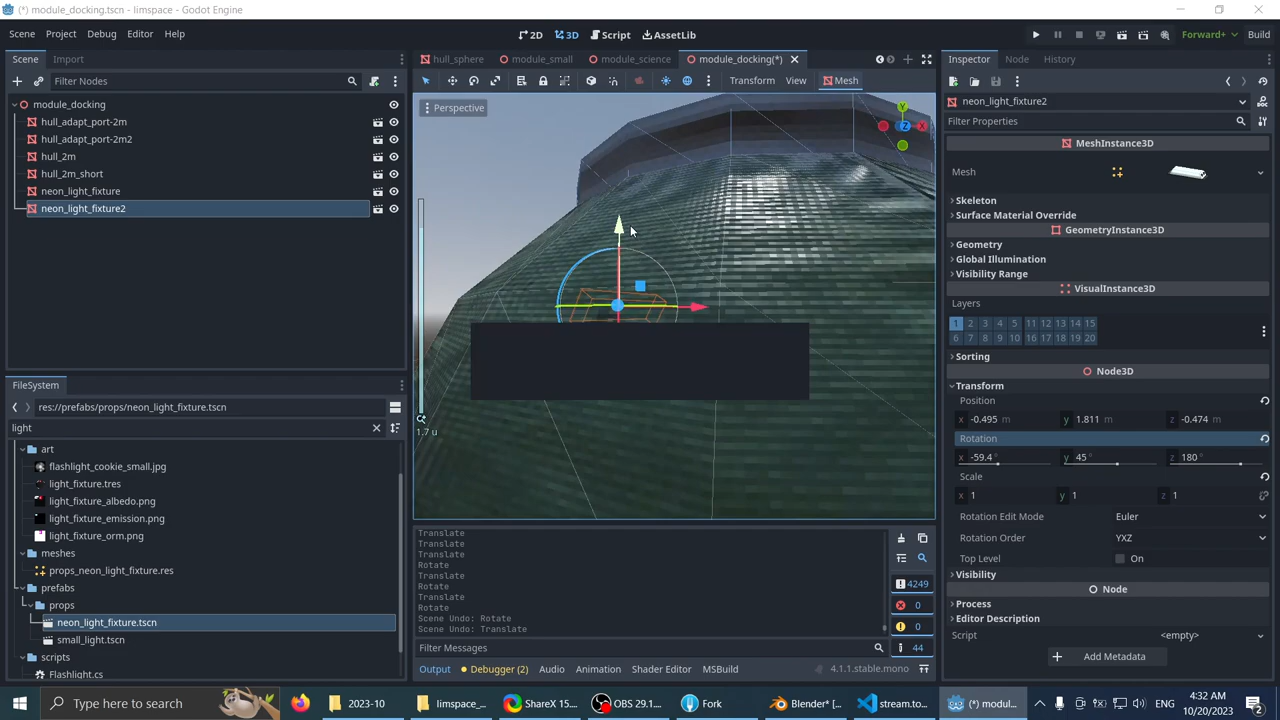 (*) module_docking.tscn - limspace - Godot Engine
Scene Project Debug Editor Help
2D 3D Script AssetLib
Forward+ Build
Scene Import
hull_sphere module_small module_science module_docking(*)
Inspector Node History
Filter Nodes
Transform View Mesh
neon_light_fixture2
module_docking
Perspective
Y
X
Z
Filter Properties
hull_adapt_port-2m
hull_adapt_port-2m2
hull_2m
hull_2m_short
neon_light_fixture
neon_light_fixture2
MeshInstance3D
Mesh
Skeleton
Surface Material Override
GeometryInstance3D
Geometry
Global Illumination
Visibility Range
VisualInstance3D
Layers
1 2 3 4 5 11 12 13 14 15
6 7 8 9 10 16 17 18 19 20
Sorting
Node3D
Transform
Position
x -0.495 m y 1.811 m z -0.474 m
Rotation
x -59.4 ° y 45 ° z 180 °
Scale
x 1 y 1 z 1
Rotation Edit Mode Euler
Rotation Order YXZ
Top Level On
Visibility
Node
Process
Editor Description
Script <empty>
Add Metadata
1.7 u
FileSystem
res://prefabs/props/neon_light_fixture.tscn
light
art
flashlight_cookie_small.jpg
light_fixture.tres
light_fixture_albedo.png
light_fixture_emission.png
light_fixture_orm.png
meshes
props_neon_light_fixture.res
prefabs
props
neon_light_fixture.tscn
small_light.tscn
scripts
Flashlight.cs
Translate
Translate
Translate
Rotate
Translate
Rotate
Translate
Rotate
Scene Undo: Rotate
Scene Undo: Translate
4249
0
0
44
Filter Messages
Output Debugger (2) Audio Animation Shader Editor MSBuild 4.1.1.stable.mono
Type here to search
2023-10
limspace_...
ShareX 15....
OBS 29.1....
Fork
Blender* [...
stream.to...
(*) modul...
ENG
4:32 AM
10/20/2023
2